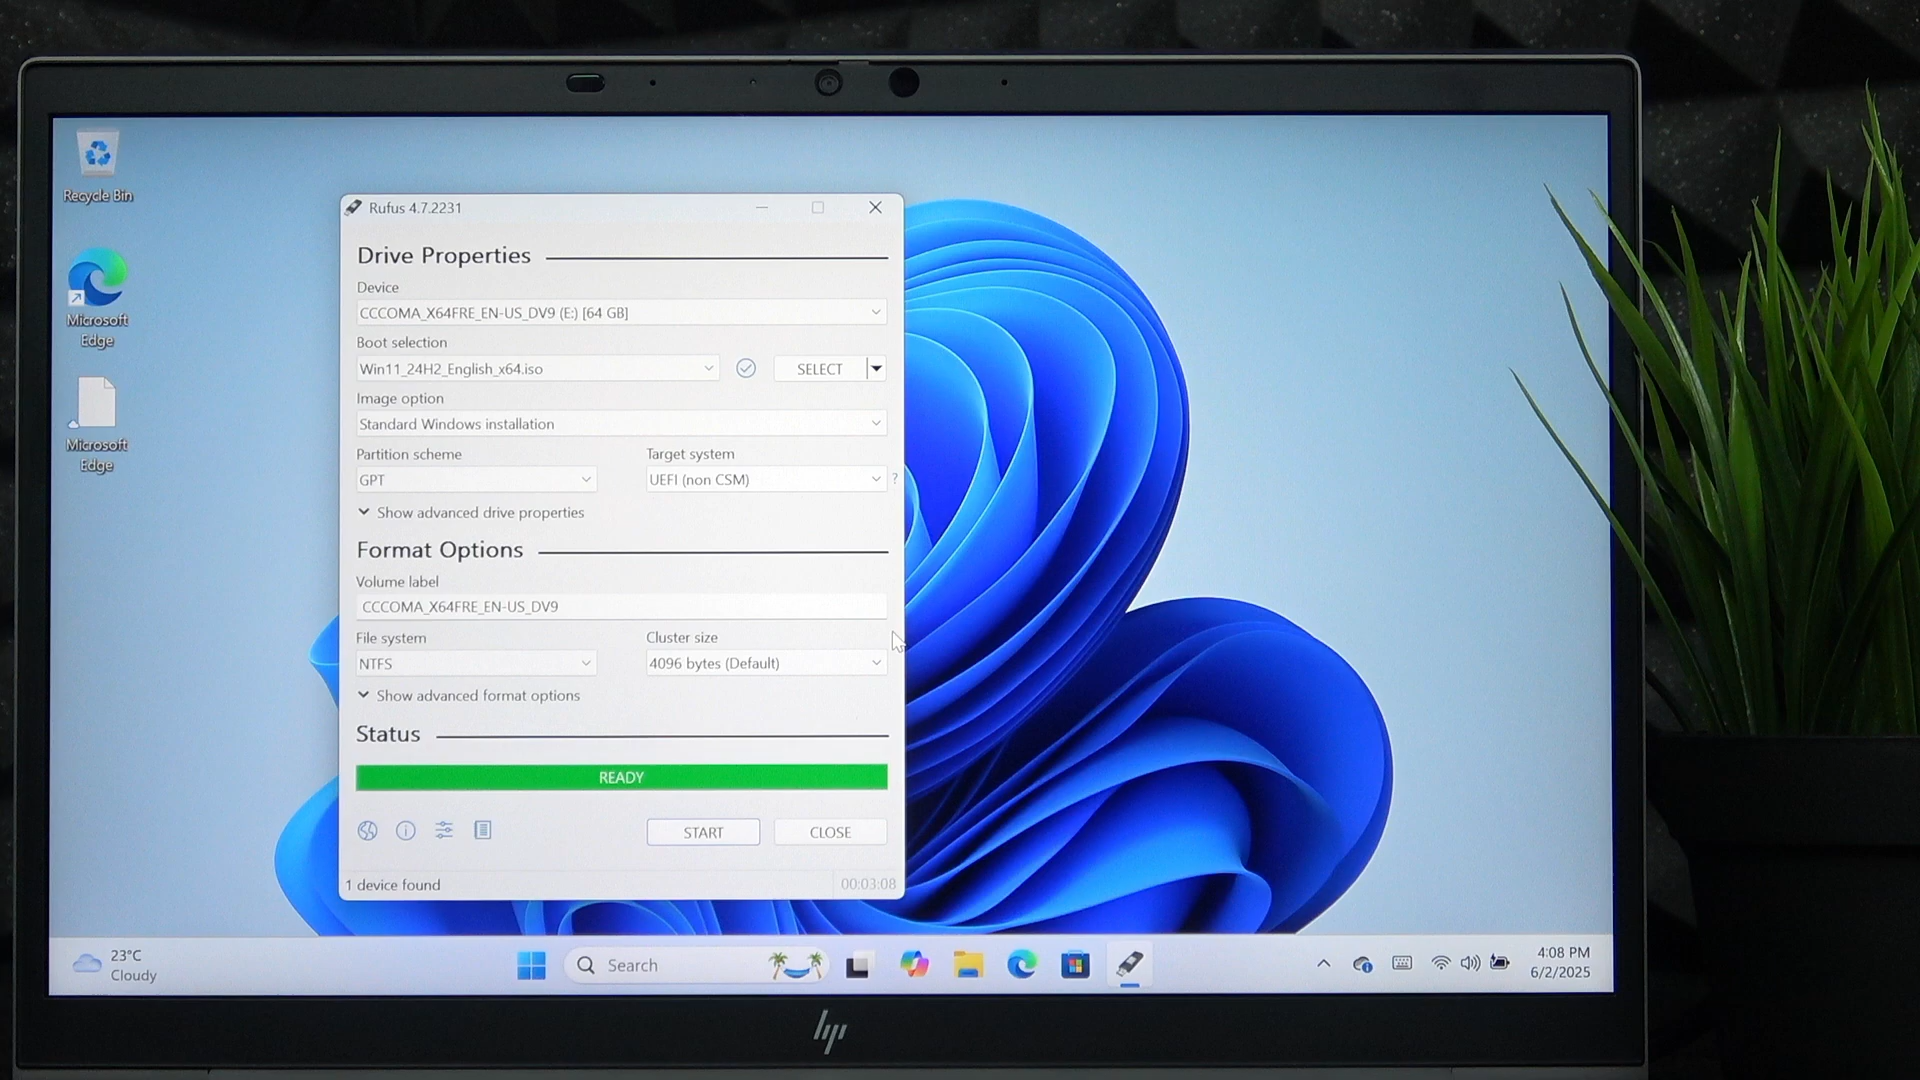 Recycle Bin
Microsoft
Edge
Microsoft
Edge
Rufus 4.7.2231
Drive Properties
Device
CCCOMA_X64FRE_EN-US_DV9 (E:) [64 GB]
Boot selection
Win11_24H2_English_x64.iso
SELECT
Image option
Standard Windows installation
Partition scheme
Target system
GPT
UEFI (non CSM)
?
Show advanced drive properties
Format Options
Volume label
CCCOMA_X64FRE_EN-US_DV9
File system
Cluster size
NTFS
4096 bytes (Default)
Show advanced format options
Status
READY
START
CLOSE
1 device found
00:03:08
23°C
Cloudy
Search
4:08 PM
6/2/2025
hp